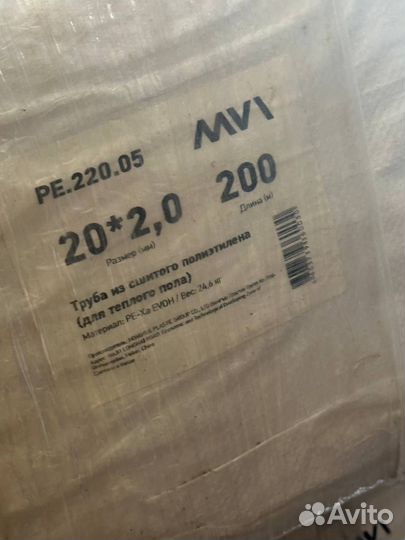 MVI
PE.220.05
20*2,0
200
Размер (мм)
Длина (м)
Труба из сшитого полиэтилена
(для теплого пола)
Материал: PE-Xa EVOH / Вес: 24,6 кг
MVI
Avito